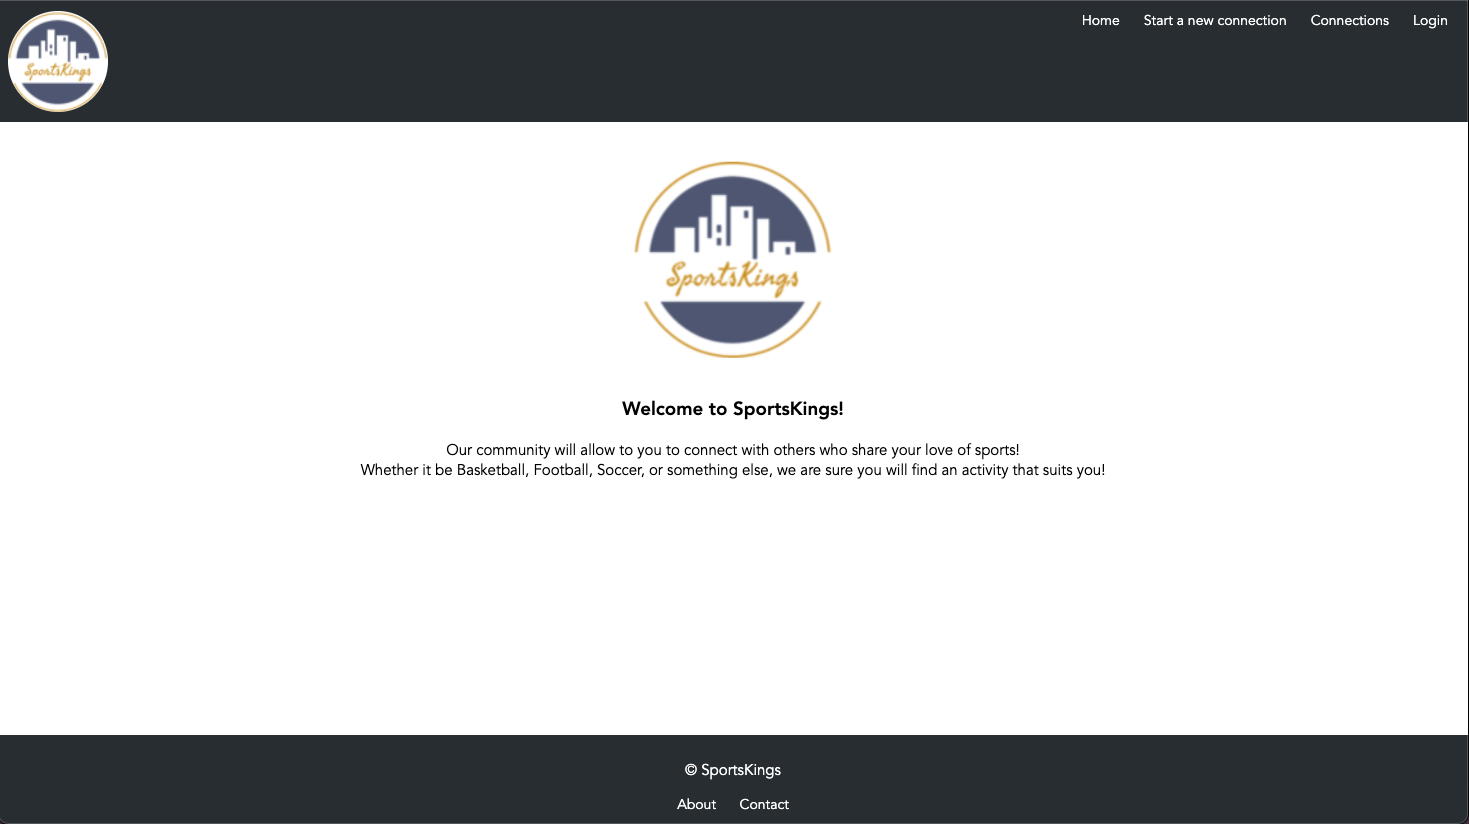 SportsKings
Home Start a new connection Connections Login
SportsKings
Welcome to SportsKings!
Our community will allow to you to connect with others who share your love of sports!
Whether it be Basketball, Football, Soccer, or something else, we are sure you will find an activity that suits you!
© SportsKings
About Contact